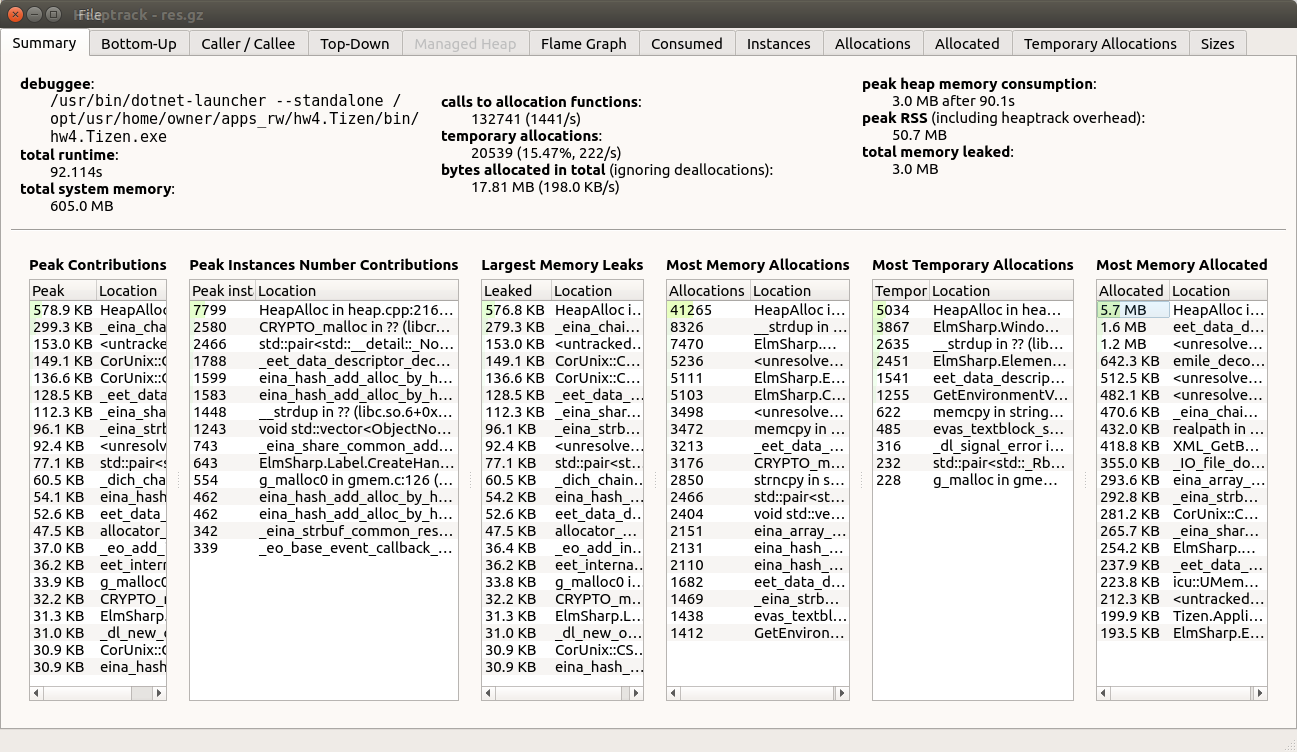 Heaptrack - res.gz
File
Summary
Bottom-Up
Caller / Callee
Top-Down
Managed Heap
Flame Graph
Consumed
Instances
Allocations
Allocated
Temporary Allocations
Sizes
debuggee:
/usr/bin/dotnet-launcher --standalone /
opt/usr/home/owner/apps_rw/hw4.Tizen/bin/
hw4.Tizen.exe
total runtime:
92.114s
total system memory:
605.0 MB
calls to allocation functions:
132741 (1441/s)
temporary allocations:
20539 (15.47%, 222/s)
bytes allocated in total (ignoring deallocations):
17.81 MB (198.0 KB/s)
peak heap memory consumption:
3.0 MB after 90.1s
peak RSS (including heaptrack overhead):
50.7 MB
total memory leaked:
3.0 MB
Peak Contributions
Peak Location
578.9 KB HeapAlloc
299.3 KB _eina_cha
153.0 KB <untracke
149.1 KB CorUnix::C
136.6 KB CorUnix::C
128.5 KB _eet_data_
112.3 KB _eina_sha
96.1 KB _eina_strb
92.4 KB <unresolv
77.1 KB std::pair<s
60.5 KB _dich_chain
54.1 KB eina_hash
52.6 KB eet_data_
47.5 KB allocator_
37.0 KB _eo_add_
36.2 KB eet_interna
33.9 KB g_malloc0
32.2 KB CRYPTO_
31.3 KB ElmSharp.
31.0 KB _dl_new_o
30.9 KB CorUnix::C
30.9 KB eina_hash
Peak Instances Number Contributions
Peak inst Location
7799 HeapAlloc in heap.cpp:216...
2580 CRYPTO_malloc in ?? (libcr...
2466 std::pair<std::__detail::_No...
1788 _eet_data_descriptor_dec...
1599 eina_hash_add_alloc_by_h...
1583 eina_hash_add_alloc_by_h...
1448 __strdup in ?? (libc.so.6+0x...
1243 void std::vector<ObjectNo...
743 _eina_share_common_add...
643 ElmSharp.Label.CreateHan...
554 g_malloc0 in gmem.c:126 (...
462 eina_hash_add_alloc_by_h...
462 eina_hash_add_alloc_by_h...
342 _eina_strbuf_common_res...
339 _eo_base_event_callback_...
Largest Memory Leaks
Leaked Location
576.8 KB HeapAlloc i...
279.3 KB _eina_chai...
153.0 KB <untracked...
149.1 KB CorUnix::C...
136.6 KB CorUnix::C...
128.5 KB _eet_data_...
112.3 KB _eina_shar...
96.1 KB _eina_strb...
92.4 KB <unresolve...
77.1 KB std::pair<st...
60.5 KB _dich_chain...
54.2 KB eina_hash_...
52.6 KB eet_data_d...
47.5 KB allocator_...
36.4 KB _eo_add_in...
36.2 KB eet_interna...
33.8 KB g_malloc0 i...
32.2 KB CRYPTO_m...
31.3 KB ElmSharp.L...
31.0 KB _dl_new_o...
30.9 KB CorUnix::CS...
30.9 KB eina_hash_...
Most Memory Allocations
Allocations Location
41265 HeapAlloc i...
8326 __strdup in ...
7470 ElmSharp....
5236 <unresolve...
5111 ElmSharp.E...
5103 ElmSharp.C...
3498 <unresolve...
3472 memcpy in ...
3213 _eet_data_...
3176 CRYPTO_m...
2850 strncpy in s...
2466 std::pair<st...
2404 void std::ve...
2151 eina_array_...
2131 eina_hash_...
2110 eina_hash_...
1682 eet_data_d...
1469 _eina_strb...
1438 evas_textbl...
1412 GetEnviron...
Most Temporary Allocations
Tempor Location
5034 HeapAlloc in hea...
3867 ElmSharp.Windo...
2635 __strdup in ?? (lib...
2451 ElmSharp.Elemen...
1541 eet_data_descrip...
1255 GetEnvironmentV...
622 memcpy in string...
485 evas_textblock_s...
316 _dl_signal_error i...
232 std::pair<std::_Rb...
228 g_malloc in gme...
Most Memory Allocated
Allocated Location
5.7 MB HeapAlloc i...
1.6 MB eet_data_d...
1.2 MB <unresolve...
642.3 KB emile_deco...
512.5 KB <unresolve...
482.1 KB <unresolve...
470.6 KB _eina_chai...
432.0 KB realpath in ...
418.8 KB XML_GetB...
355.0 KB _IO_file_do...
293.6 KB eina_array_...
292.8 KB _eina_strb...
281.2 KB CorUnix::C...
265.7 KB _eina_shar...
254.2 KB ElmSharp....
237.9 KB _eet_data_...
223.8 KB icu::UMem...
212.3 KB <untracked...
199.9 KB Tizen.Appli...
193.5 KB ElmSharp.E...